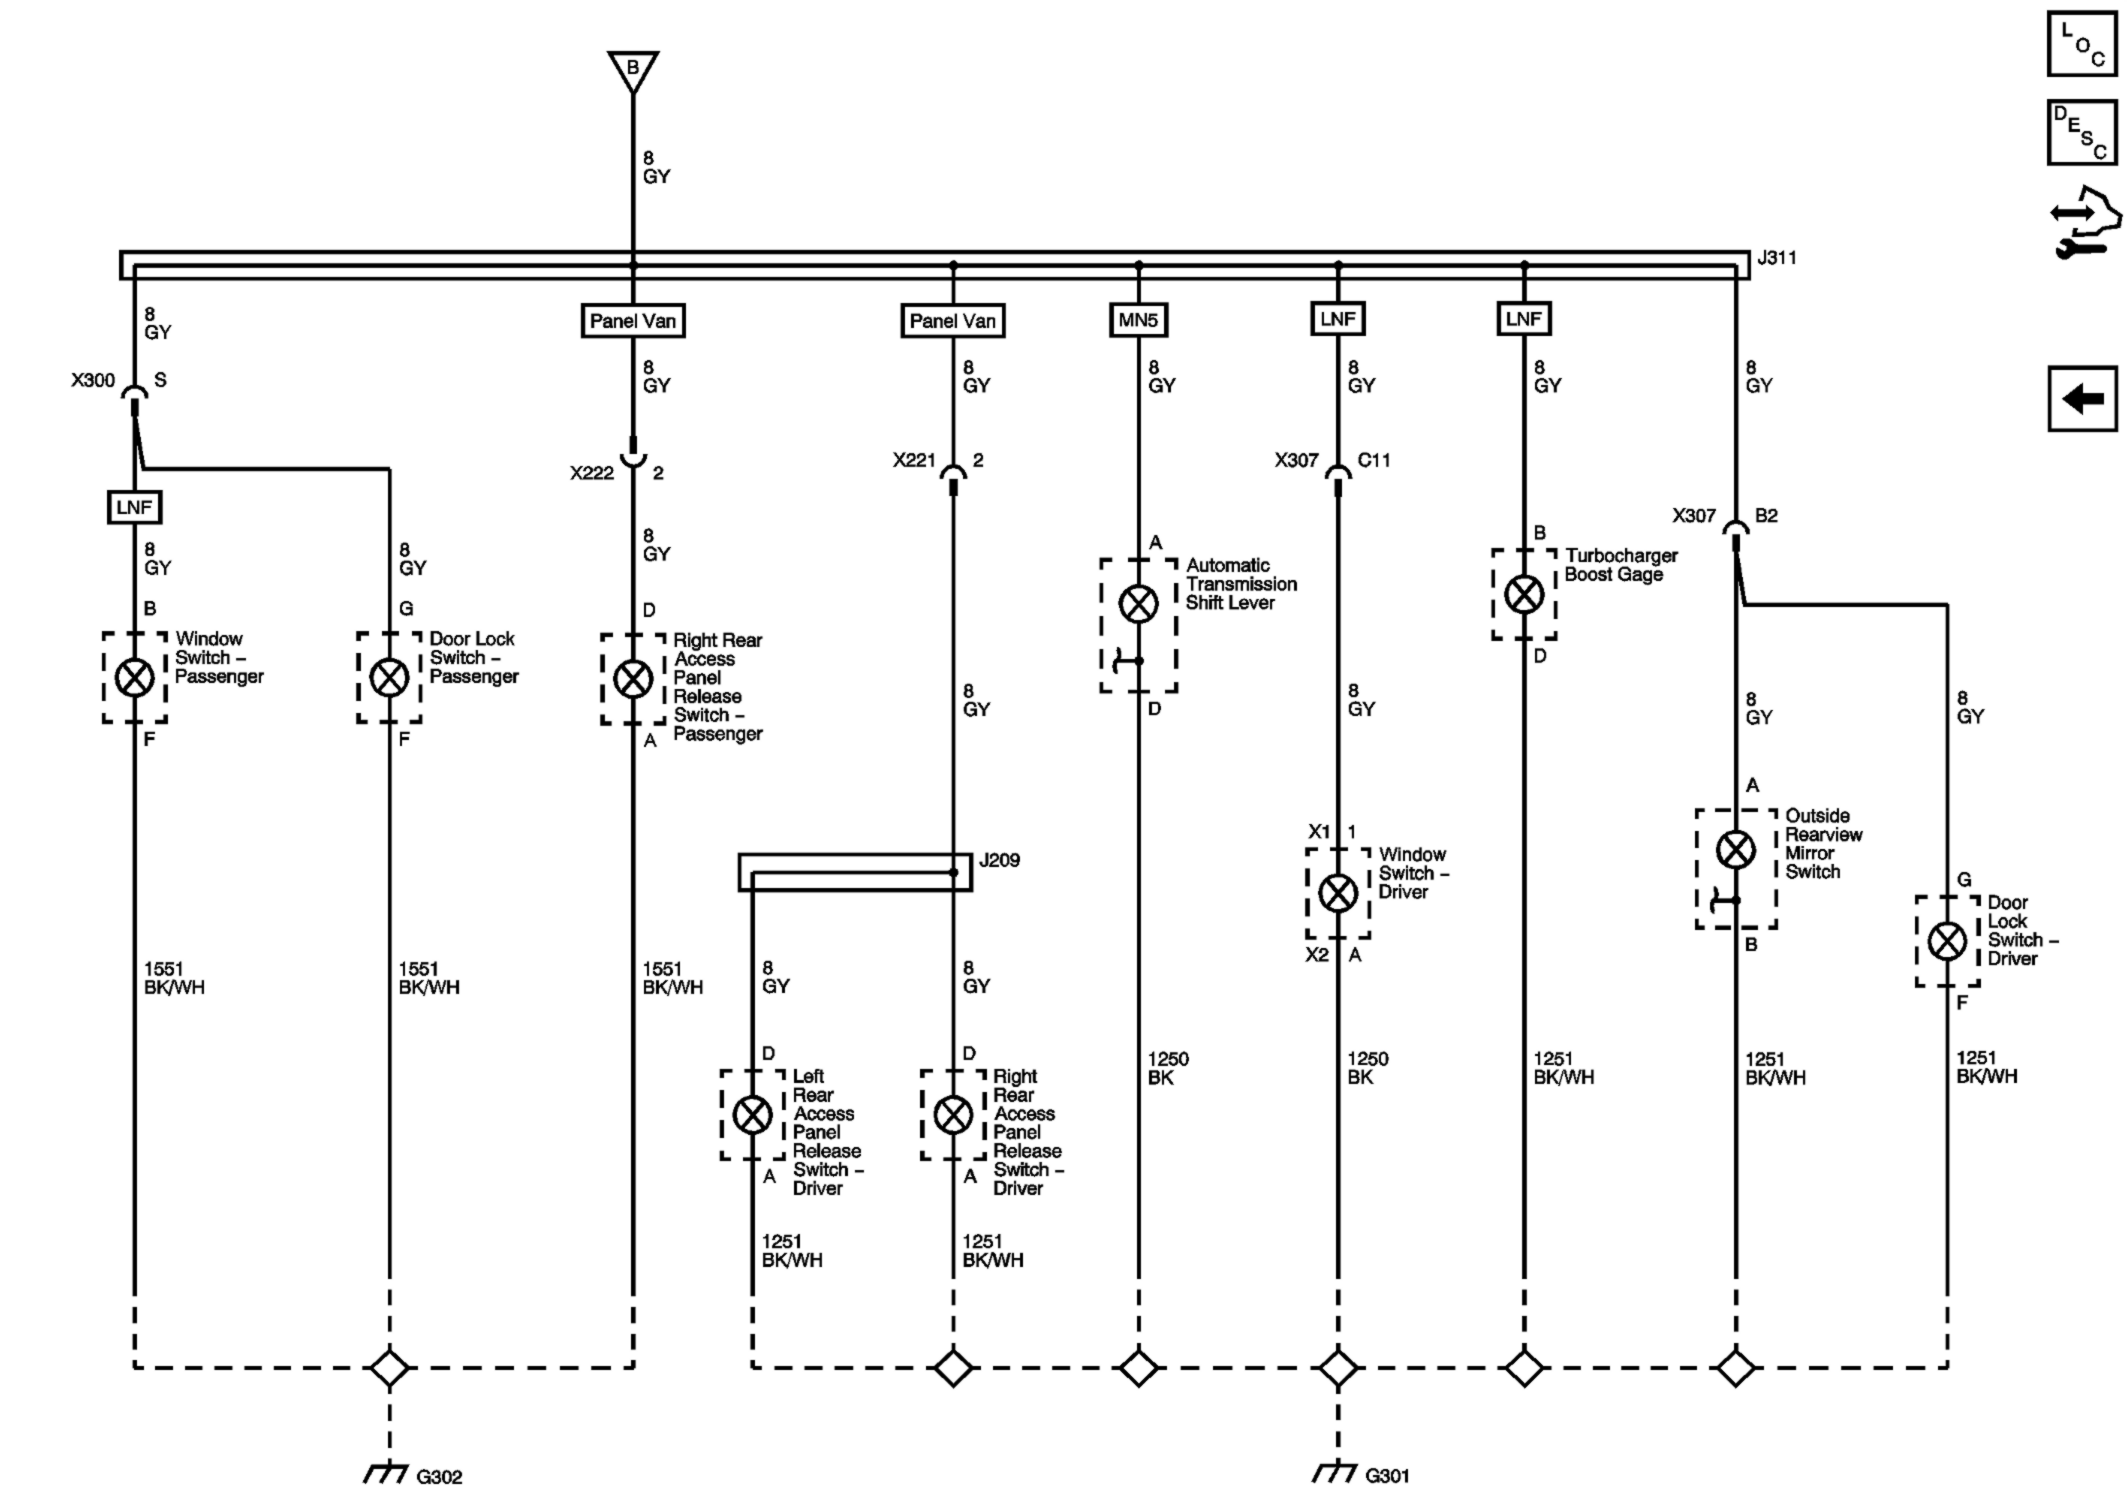 B
L
O
C
D
E
S
C
8
GY
J311
8
GY
Panel Van
Panel Van
MN5
LNF
LNF
8
GY
8
GY
8
GY
8
GY
8
GY
8
GY
X300 S
X222 2
X221 2
X307 C11
X307 B2
LNF
8
GY
8
GY
8
GY
B
Window
Switch –
Passenger
F
G
Door Lock
Switch –
Passenger
F
D
Right Rear
Access
Panel
Release
Switch –
Passenger
A
A
Automatic
Transmission
Shift Lever
D
B
Turbocharger
Boost Gage
D
8
GY
8
GY
8
GY
8
GY
A
Outside
Rearview
Mirror
Switch
B
X1 1
Window
Switch –
Driver
X2 A
J209
G
Door
Lock
Switch –
Driver
F
1551
BK/WH
1551
BK/WH
1551
BK/WH
8
GY
8
GY
D
Left
Rear
Access
Panel
Release
Switch –
Driver
A
D
Right
Rear
Access
Panel
Release
Switch –
Driver
A
1250
BK
1250
BK
1251
BK/WH
1251
BK/WH
1251
BK/WH
1251
BK/WH
1251
BK/WH
G302
G301